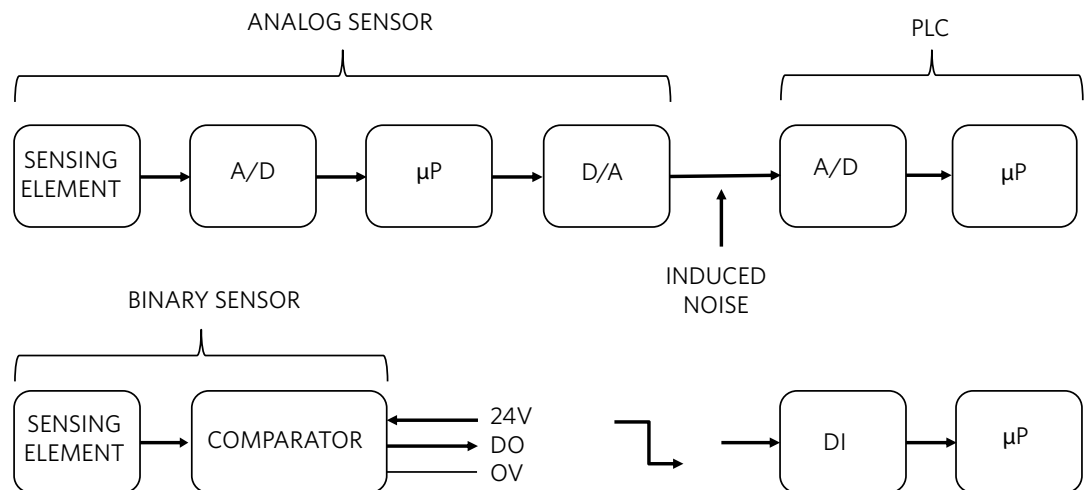 ANALOG SENSOR
PLC
SENSING
ELEMENT
A/D
μP
D/A
A/D
μP
INDUCED
NOISE
BINARY SENSOR
SENSING
ELEMENT
COMPARATOR
24V
DO
OV
DI
μP